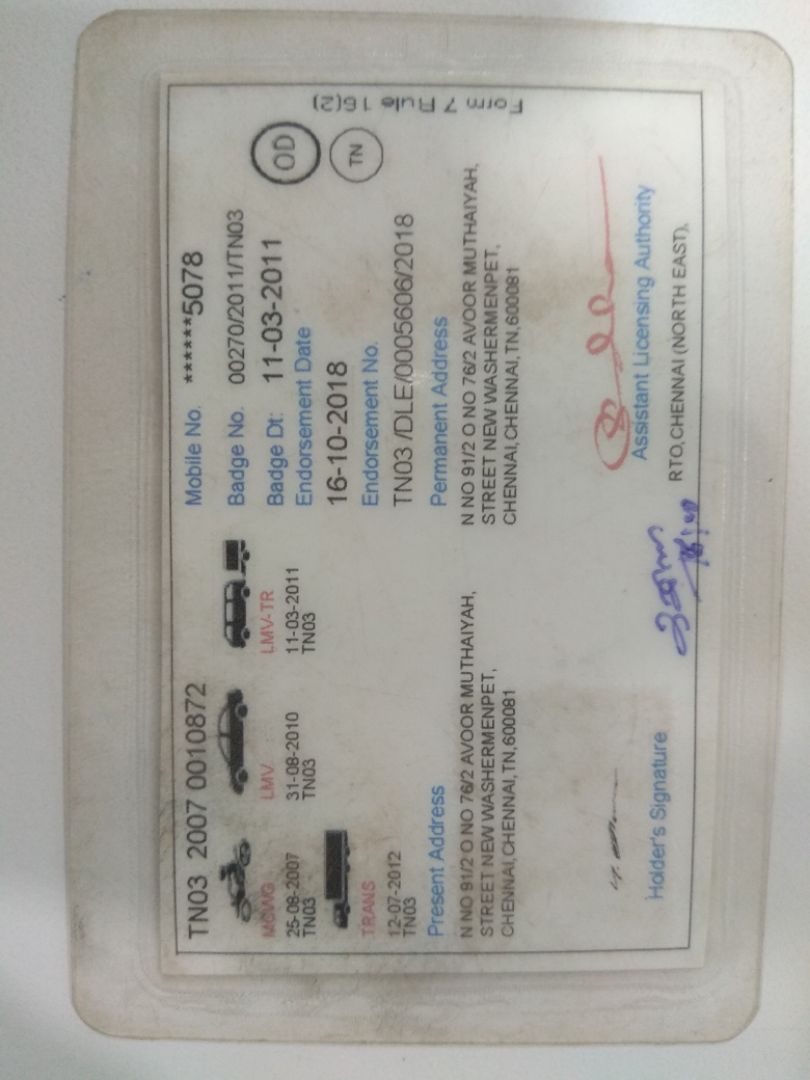 TN03 2007 0010872
MCWG
25-08-2007
TN03
LMV
31-08-2010
TN03
LMV-TR
11-03-2011
TN03
TRANS
12-07-2012
TN03
Mobile No. ******5078
Badge No. 00270/2011/TN03
Badge Dt: 11-03-2011
Endorsement Date
16-10-2018
Endorsement No.
TN03 /DLE/0005606/2018
OD
TN
Form 7 Rule 16(2)
Present Address
N NO 91/2 O NO 76/2 AVOOR MUTHAIYAH,
STREET NEW WASHERMENPET,
CHENNAI,CHENNAI,TN,600081
Permanent Address
N NO 91/2 O NO 76/2 AVOOR MUTHAIYAH,
STREET NEW WASHERMENPET,
CHENNAI,CHENNAI,TN,600081
Holder's Signature
Assistant Licensing Authority
RTO,CHENNAI (NORTH EAST),